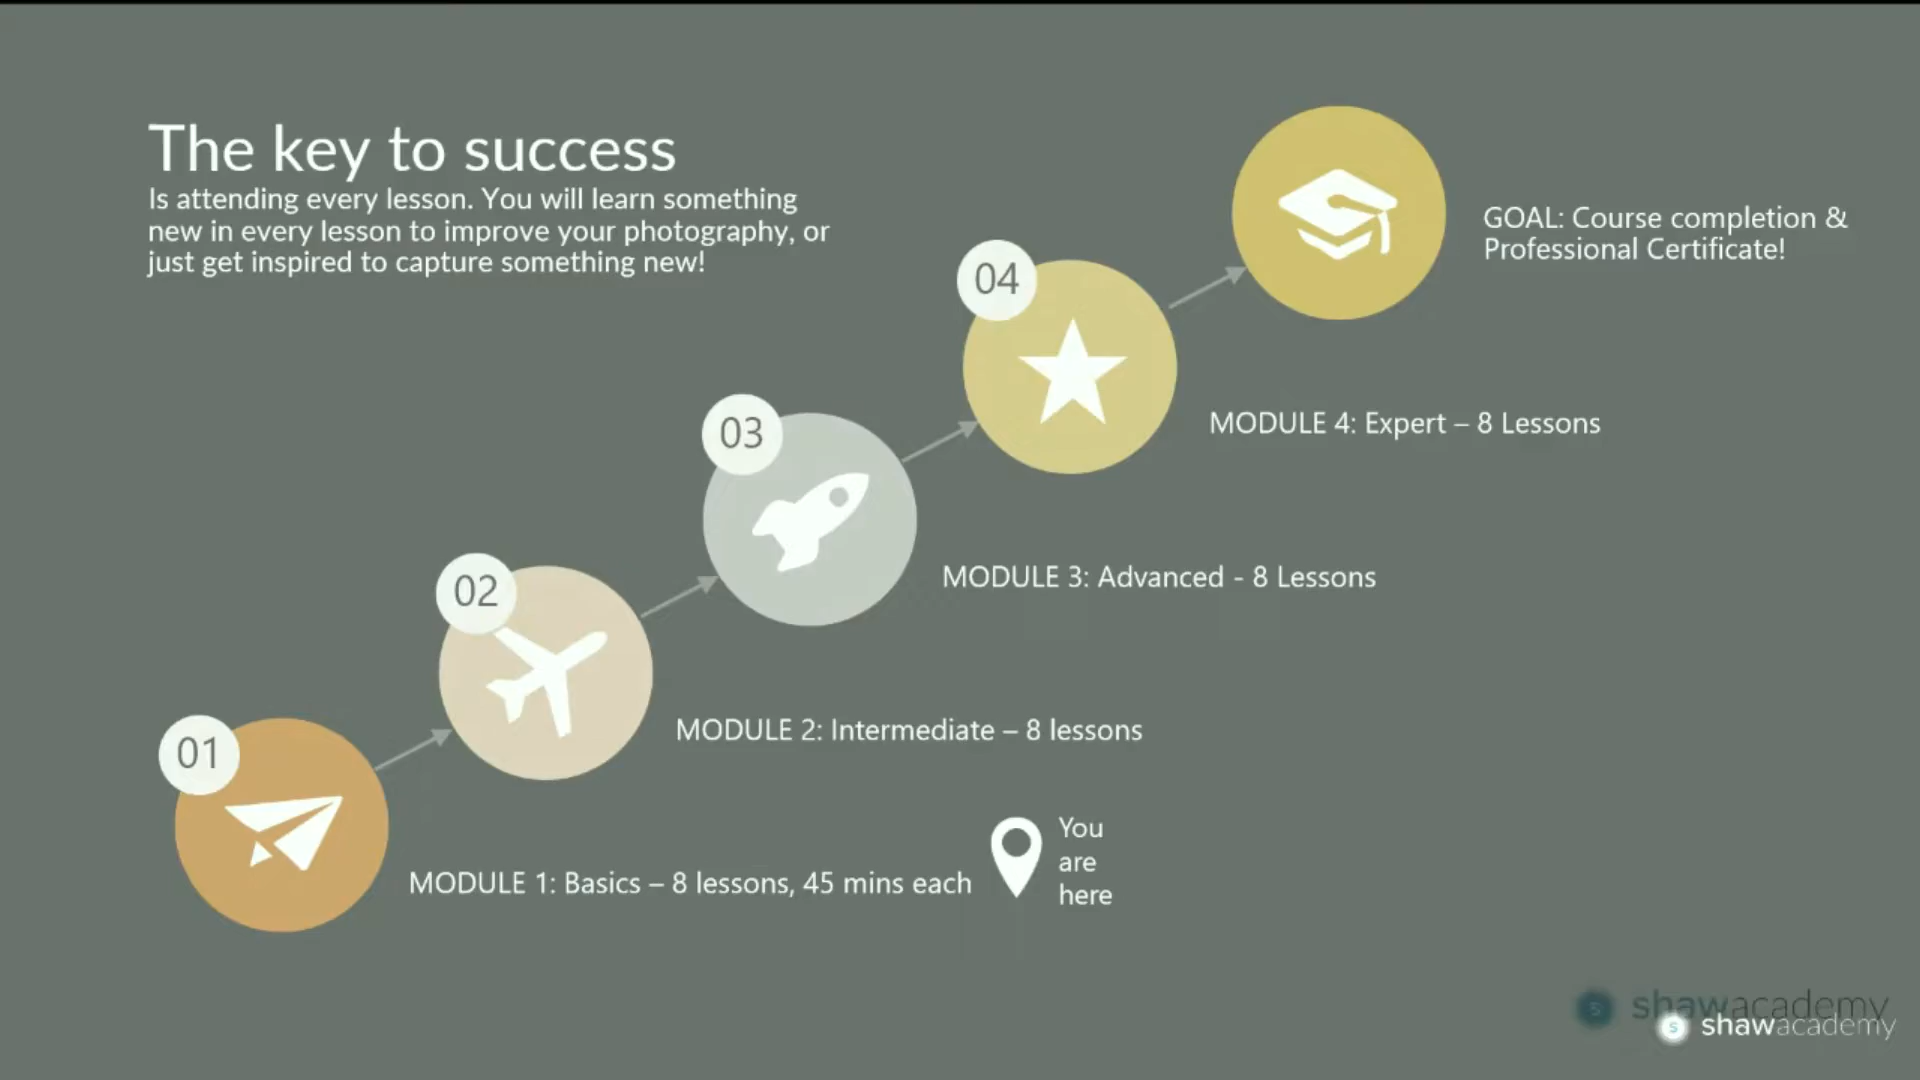 The key to success
Is attending every lesson. You will learn something
new in every lesson to improve your photography, or
just get inspired to capture something new!
GOAL: Course completion &
Professional Certificate!
04
MODULE 4: Expert – 8 Lessons
03
MODULE 3: Advanced - 8 Lessons
02
MODULE 2: Intermediate – 8 lessons
01
MODULE 1: Basics – 8 lessons, 45 mins each
You
are
here
s shawacademy
s shawacademy